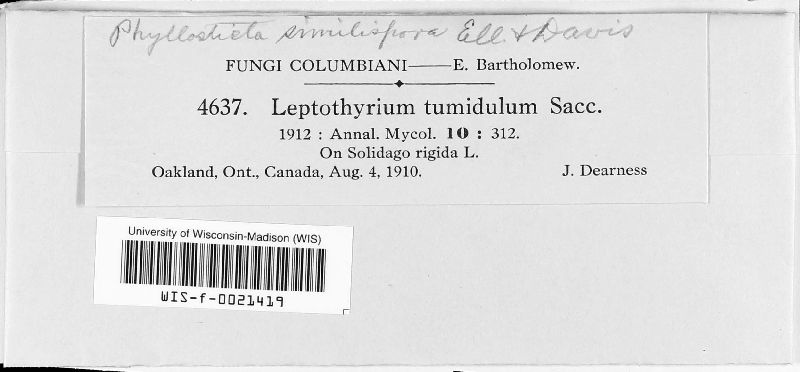 Phyllosticta similispora Ell. & Davis
FUNGI COLUMBIANI——E. Bartholomew.
4637. Leptothyrium tumidulum Sacc.
1912 : Annal. Mycol. 10 : 312.
On Solidago rigida L.
Oakland, Ont., Canada, Aug. 4, 1910. J. Dearness
University of Wisconsin-Madison (WIS)
WIS-f-0021419